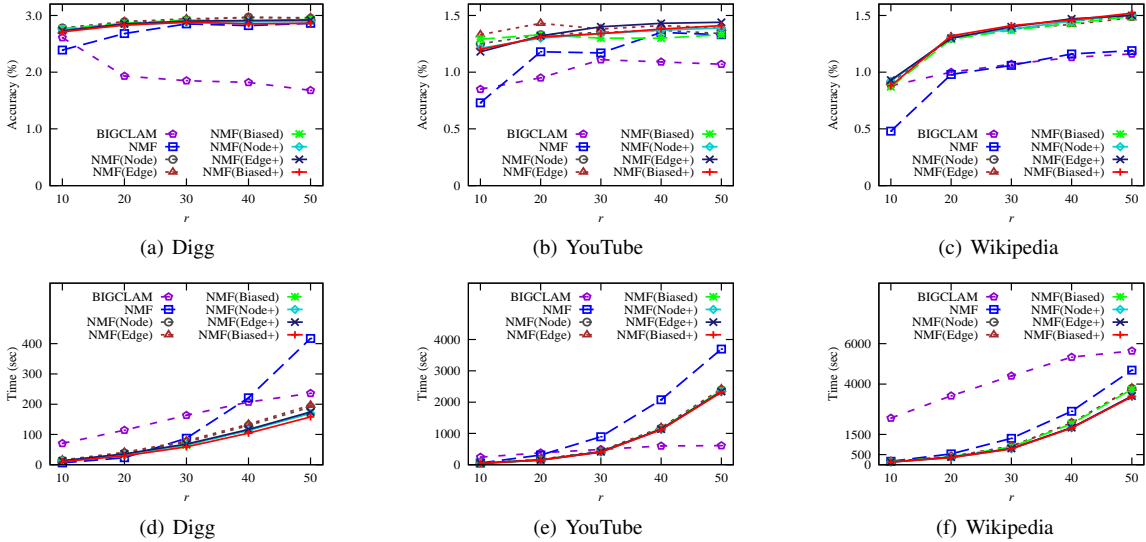 3.0
2.0
1.0
0
Accuracy (%)
BIGCLAM
NMF
NMF(Node)
NMF(Edge)
NMF(Biased)
NMF(Node+)
NMF(Edge+)
NMF(Biased+)
10 20 30 40 50
r
(a) Digg
1.5
1.0
0.5
0
Accuracy (%)
BIGCLAM
NMF
NMF(Node)
NMF(Edge)
NMF(Biased)
NMF(Node+)
NMF(Edge+)
NMF(Biased+)
10 20 30 40 50
r
(b) YouTube
1.5
1.0
0.5
0
Accuracy (%)
BIGCLAM
NMF
NMF(Node)
NMF(Edge)
NMF(Biased)
NMF(Node+)
NMF(Edge+)
NMF(Biased+)
10 20 30 40 50
r
(c) Wikipedia
400
300
200
100
0
Time (sec)
BIGCLAM
NMF
NMF(Node)
NMF(Edge)
NMF(Biased)
NMF(Node+)
NMF(Edge+)
NMF(Biased+)
10 20 30 40 50
r
(d) Digg
4000
3000
2000
1000
0
Time (sec)
BIGCLAM
NMF
NMF(Node)
NMF(Edge)
NMF(Biased)
NMF(Node+)
NMF(Edge+)
NMF(Biased+)
10 20 30 40 50
r
(e) YouTube
6000
4000
1500
500
0
Time (sec)
BIGCLAM
NMF
NMF(Node)
NMF(Edge)
NMF(Biased)
NMF(Node+)
NMF(Edge+)
NMF(Biased+)
10 20 30 40 50
r
(f) Wikipedia